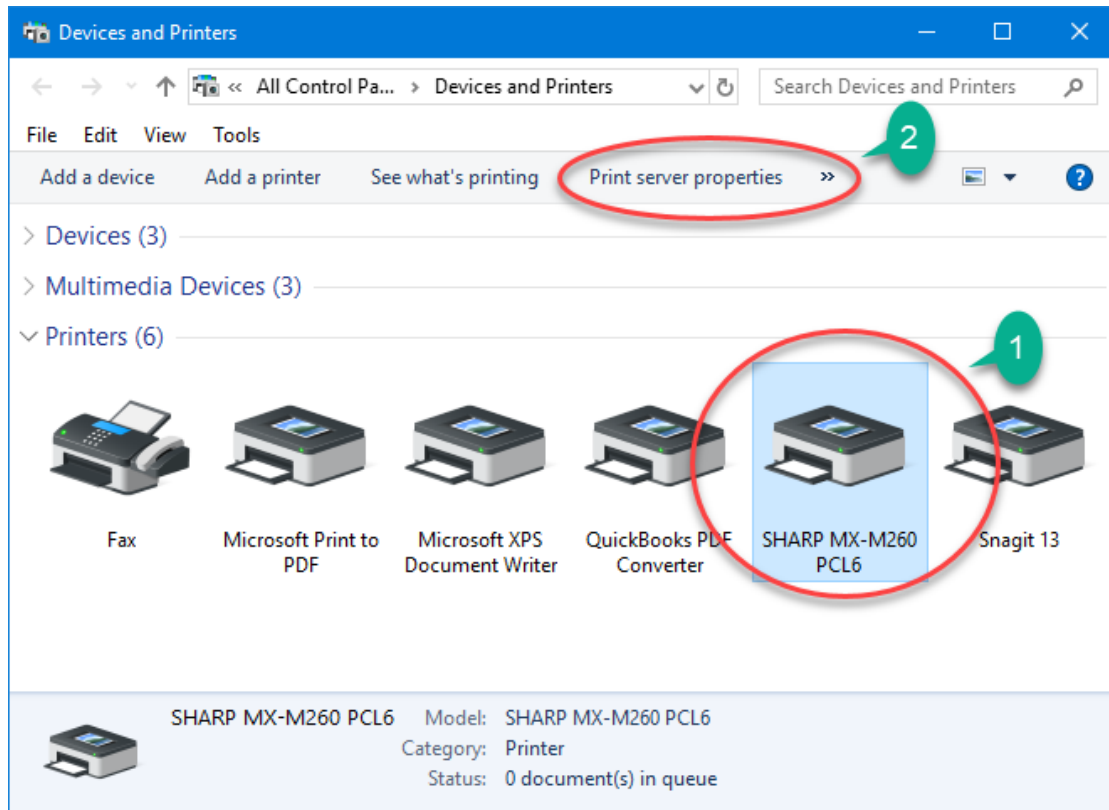 Devices and Printers
« All Control Pa... > Devices and Printers
Search Devices and Printers
File Edit View Tools
2
Add a device Add a printer See what's printing Print server properties » ?
> Devices (3)
> Multimedia Devices (3)
Printers (6)
1
Fax
Microsoft Print to
PDF
Microsoft XPS
Document Writer
QuickBooks PDF
Converter
SHARP MX-M260
PCL6
Snagit 13
SHARP MX-M260 PCL6 Model: SHARP MX-M260 PCL6
Category: Printer
Status: 0 document(s) in queue